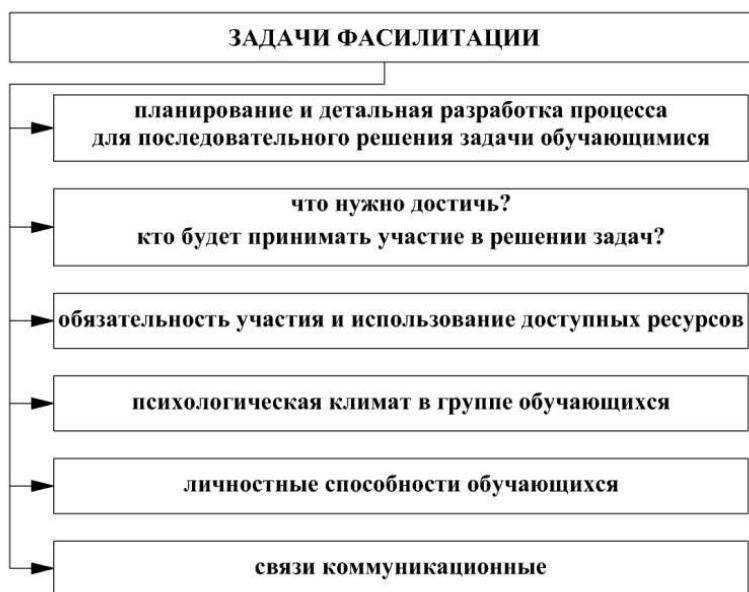 ЗАДАЧИ ФАСИЛИТАЦИИ
планирование и детальная разработка процесса
для последовательного решения задачи обучающимися
что нужно достичь?
кто будет принимать участие в решении задач?
обязательность участия и использование доступных ресурсов
психологическая климат в группе обучающихся
личностные способности обучающихся
связи коммуникационные